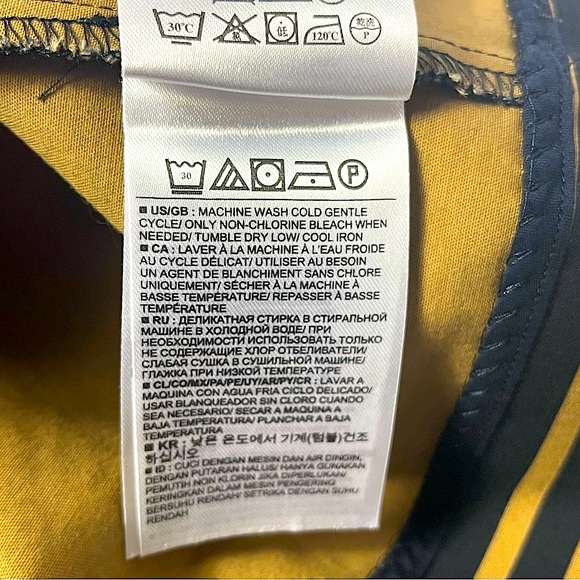 30°C 低 120°C 乾洗 P
30 P
US/GB : MACHINE WASH COLD GENTLE
CYCLE/ ONLY NON-CHLORINE BLEACH WHEN
NEEDED/ TUMBLE DRY LOW/ COOL IRON
CA : LAVER À LA MACHINE À L'EAU FROIDE
AU CYCLE DÉLICAT/ UTILISER AU BESOIN
UN AGENT DE BLANCHIMENT SANS CHLORE
UNIQUEMENT/ SÉCHER À LA MACHINE À
BASSE TEMPÉRATURE/ REPASSER À BASSE
TEMPÉRATURE
RU : ДЕЛИКАТНАЯ СТИРКА В СТИРАЛЬНОЙ
МАШИНЕ В ХОЛОДНОЙ ВОДЕ/ ПРИ
НЕОБХОДИМОСТИ ИСПОЛЬЗОВАТЬ ТОЛЬКО
НЕ СОДЕРЖАЩИЕ ХЛОР ОТБЕЛИВАТЕЛИ/
СЛАБАЯ СУШКА В СУШИЛЬНОЙ МАШИНЕ/
ГЛАЖКА ПРИ НИЗКОЙ ТЕМПЕРАТУРЕ
CL/CO/MX/PA/PE/UY/AR/PY/CR : LAVAR A
MAQUINA CON AGUA FRIA CICLO DELICADO/
USAR BLANQUEADOR SIN CLORO CUANDO
SEA NECESARIO/ SECAR A MAQUINA A
BAJA TEMPERATURA/ PLANCHAR A BAJA
TEMPERATURA
KR : 낮은 온도에서 기계(텀블)건조
하십시오
ID : CUCI DENGAN MESIN DAN AIR DINGIN,
DENGAN PUTARAN HALUS/ HANYA GUNAKAN
PEMUTIH NON KLORIN JIKA DIPERLUKAN/
KERINGKAN DALAM MESIN PENGERING
BERSUHU RENDAH/ SETRIKA DENGAN SUHU
RENDAH